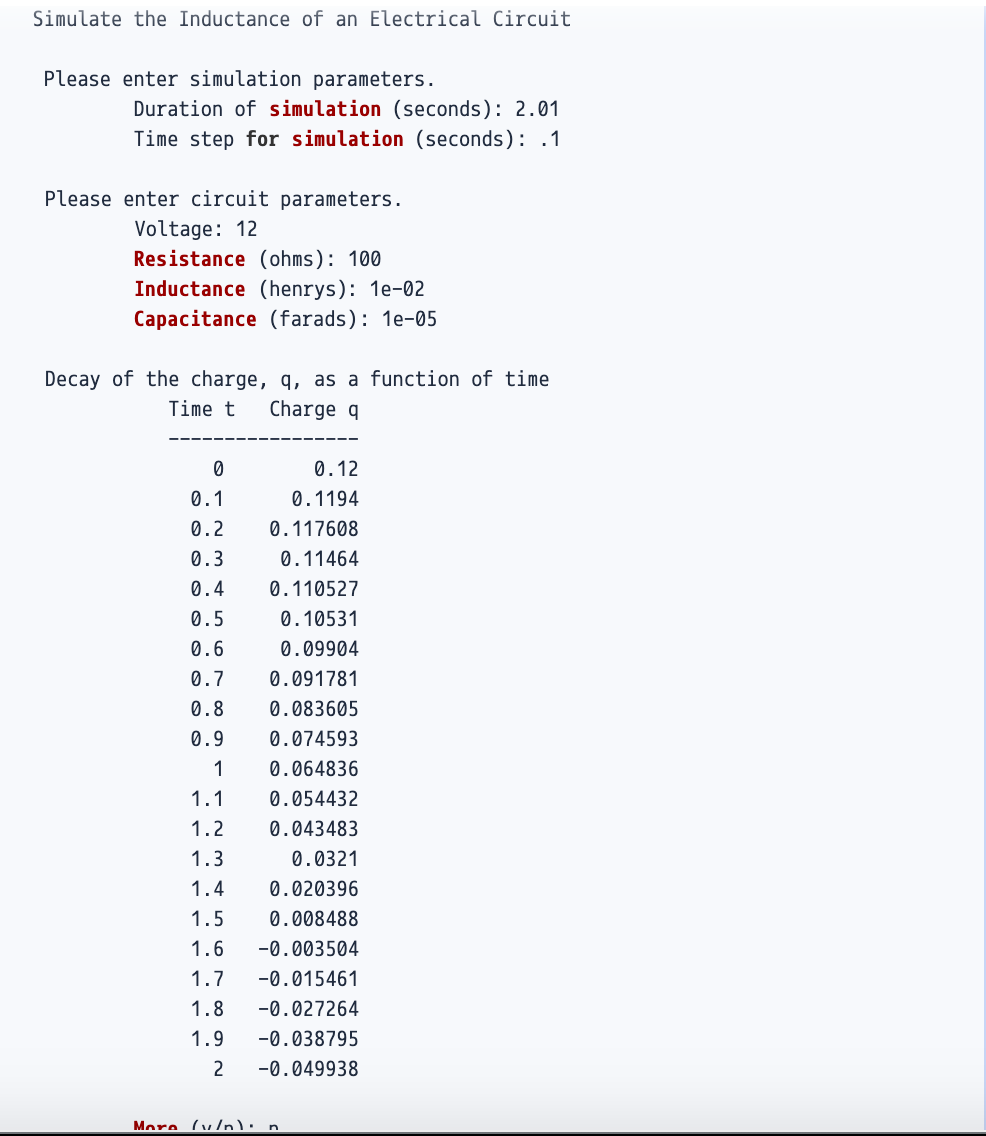 Simulate the Inductance of an Electrical Circuit
Please enter simulation parameters.
Duration of simulation (seconds): 2.01
Time step for simulation (seconds): .1
Please enter circuit parameters.
Voltage: 12
Resistance (ohms): 100
Inductance (henrys): 1e-02
Capacitance (farads): 1e-05
Decay of the charge, q, as a function of time
Time t Charge q
-----------------
0 0.12
0.1 0.1194
0.2 0.117608
0.3 0.11464
0.4 0.110527
0.5 0.10531
0.6 0.09904
0.7 0.091781
0.8 0.083605
0.9 0.074593
1 0.064836
1.1 0.054432
1.2 0.043483
1.3 0.0321
1.4 0.020396
1.5 0.008488
1.6 -0.003504
1.7 -0.015461
1.8 -0.027264
1.9 -0.038795
2 -0.049938
More (y/n): n